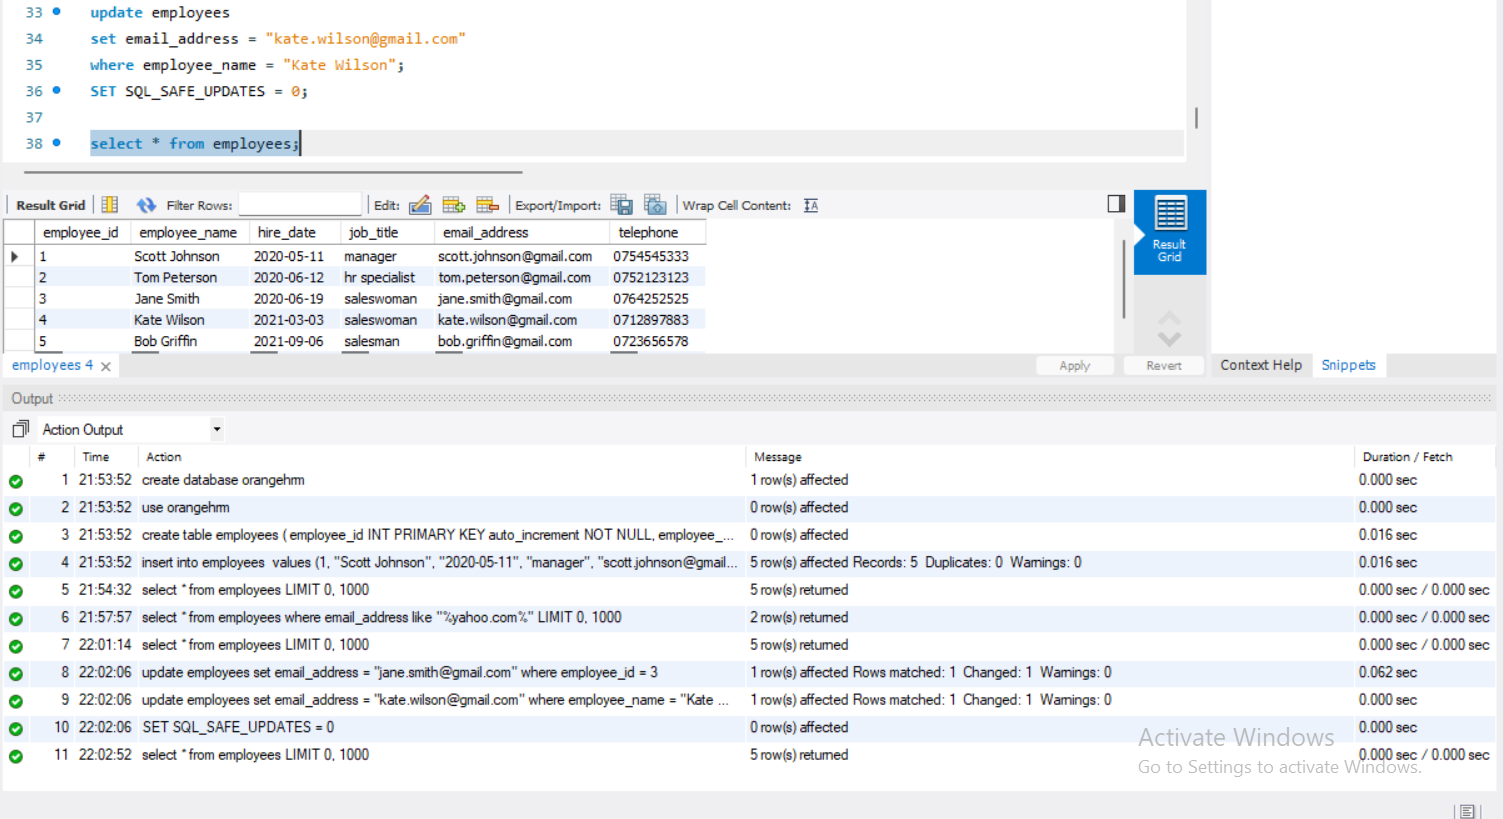 33 update employees
34 set email_address = "kate.wilson@gmail.com"
35 where employee_name = "Kate Wilson";
36 SET SQL_SAFE_UPDATES = 0;
37
38 select * from employees;
Result Grid Filter Rows: Edit: Export/Import: Wrap Cell Content: IA
employee_id employee_name hire_date job_title email_address telephone
1 Scott Johnson 2020-05-11 manager scott.johnson@gmail.com 0754545333
2 Tom Peterson 2020-06-12 hr specialist tom.peterson@gmail.com 0752123123
3 Jane Smith 2020-06-19 saleswoman jane.smith@gmail.com 0764252525
4 Kate Wilson 2021-03-03 saleswoman kate.wilson@gmail.com 0712897883
5 Bob Griffin 2021-09-06 salesman bob.griffin@gmail.com 0723656578
Result
Grid
employees 4 Apply Revert Context Help Snippets
Output
Action Output
# Time Action Message Duration / Fetch
1 21:53:52 create database orangehrm 1 row(s) affected 0.000 sec
2 21:53:52 use orangehrm 0 row(s) affected 0.000 sec
3 21:53:52 create table employees ( employee_id INT PRIMARY KEY auto_increment NOT NULL, employee_... 0 row(s) affected 0.016 sec
4 21:53:52 insert into employees values (1, "Scott Johnson", "2020-05-11", "manager", "scott.johnson@gmail... 5 row(s) affected Records: 5 Duplicates: 0 Warnings: 0 0.016 sec
5 21:54:32 select * from employees LIMIT 0, 1000 5 row(s) returned 0.000 sec / 0.000 sec
6 21:57:57 select * from employees where email_address like "%yahoo.com%" LIMIT 0, 1000 2 row(s) returned 0.000 sec / 0.000 sec
7 22:01:14 select * from employees LIMIT 0, 1000 5 row(s) returned 0.000 sec / 0.000 sec
8 22:02:06 update employees set email_address = "jane.smith@gmail.com" where employee_id = 3 1 row(s) affected Rows matched: 1 Changed: 1 Warnings: 0 0.062 sec
9 22:02:06 update employees set email_address = "kate.wilson@gmail.com" where employee_name = "Kate ... 1 row(s) affected Rows matched: 1 Changed: 1 Warnings: 0 0.000 sec
10 22:02:06 SET SQL_SAFE_UPDATES = 0 0 row(s) affected 0.000 sec
11 22:02:52 select * from employees LIMIT 0, 1000 5 row(s) returned 0.000 sec / 0.000 sec
Activate Windows
Go to Settings to activate Windows.